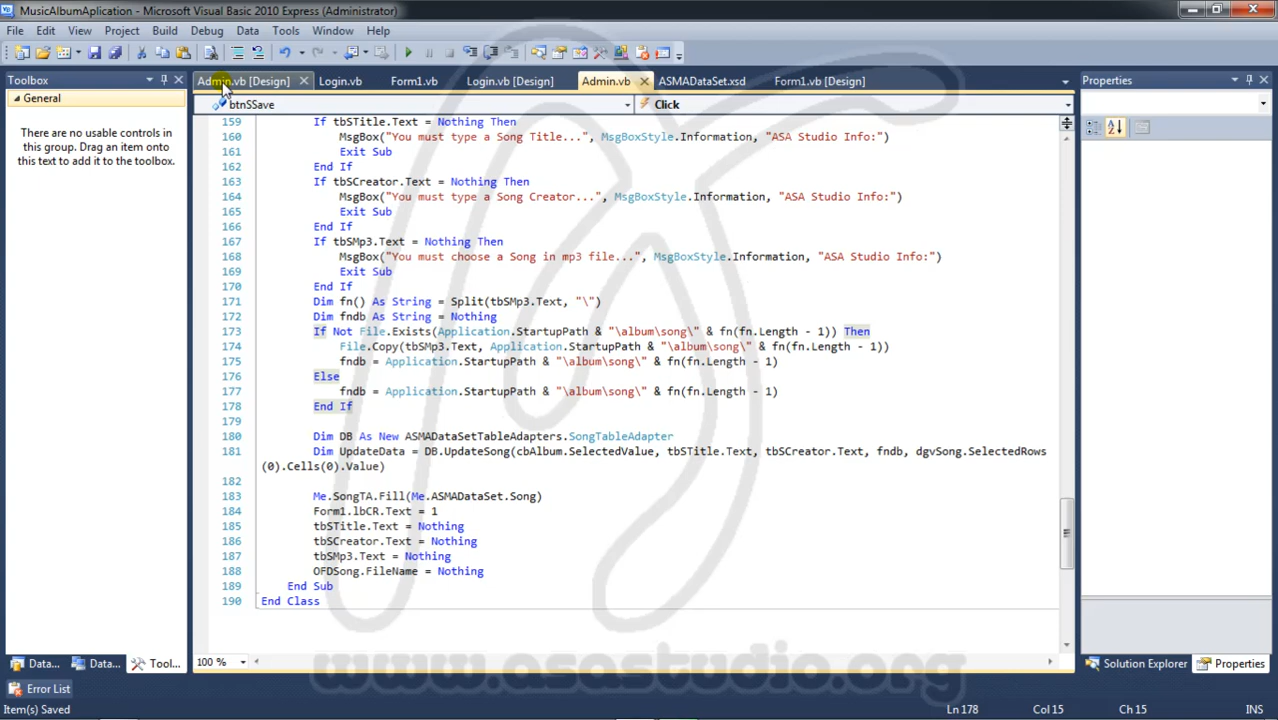 MusicAlbumAplication - Microsoft Visual Basic 2010 Express (Administrator)
File Edit View Project Build Debug Data Tools Window Help
Toolbox
General
There are no usable controls in
this group. Drag an item onto
this text to add it to the toolbox.
Data... Data... Tool...
Admin.vb [Design] Login.vb Form1.vb Login.vb [Design] Admin.vb ASMADataSet.xsd Form1.vb [Design]
btnSSave Click
159 If tbSTitle.Text = Nothing Then
160 MsgBox("You must type a Song Title...", MsgBoxStyle.Information, "ASA Studio Info:")
161 Exit Sub
162 End If
163 If tbSCreator.Text = Nothing Then
164 MsgBox("You must type a Song Creator...", MsgBoxStyle.Information, "ASA Studio Info:")
165 Exit Sub
166 End If
167 If tbSMp3.Text = Nothing Then
168 MsgBox("You must choose a Song in mp3 file...", MsgBoxStyle.Information, "ASA Studio Info:")
169 Exit Sub
170 End If
171 Dim fn() As String = Split(tbSMp3.Text, "\")
172 Dim fndb As String = Nothing
173 If Not File.Exists(Application.StartupPath & "\album\song\" & fn(fn.Length - 1)) Then
174 File.Copy(tbSMp3.Text, Application.StartupPath & "\album\song\" & fn(fn.Length - 1))
175 fndb = Application.StartupPath & "\album\song\" & fn(fn.Length - 1)
176 Else
177 fndb = Application.StartupPath & "\album\song\" & fn(fn.Length - 1)
178 End If
179
180 Dim DB As New ASMADataSetTableAdapters.SongTableAdapter
181 Dim UpdateData = DB.UpdateSong(cbAlbum.SelectedValue, tbSTitle.Text, tbSCreator.Text, fndb, dgvSong.SelectedRows
(0).Cells(0).Value)
182
183 Me.SongTA.Fill(Me.ASMADataSet.Song)
184 Form1.lbCR.Text = 1
185 tbSTitle.Text = Nothing
186 tbSCreator.Text = Nothing
187 tbSMp3.Text = Nothing
188 OFDSong.FileName = Nothing
189 End Sub
190 End Class
100 %
www.asastudio.org
Properties
Solution Explorer Properties
Error List
Item(s) Saved Ln 178 Col 15 Ch 15 INS